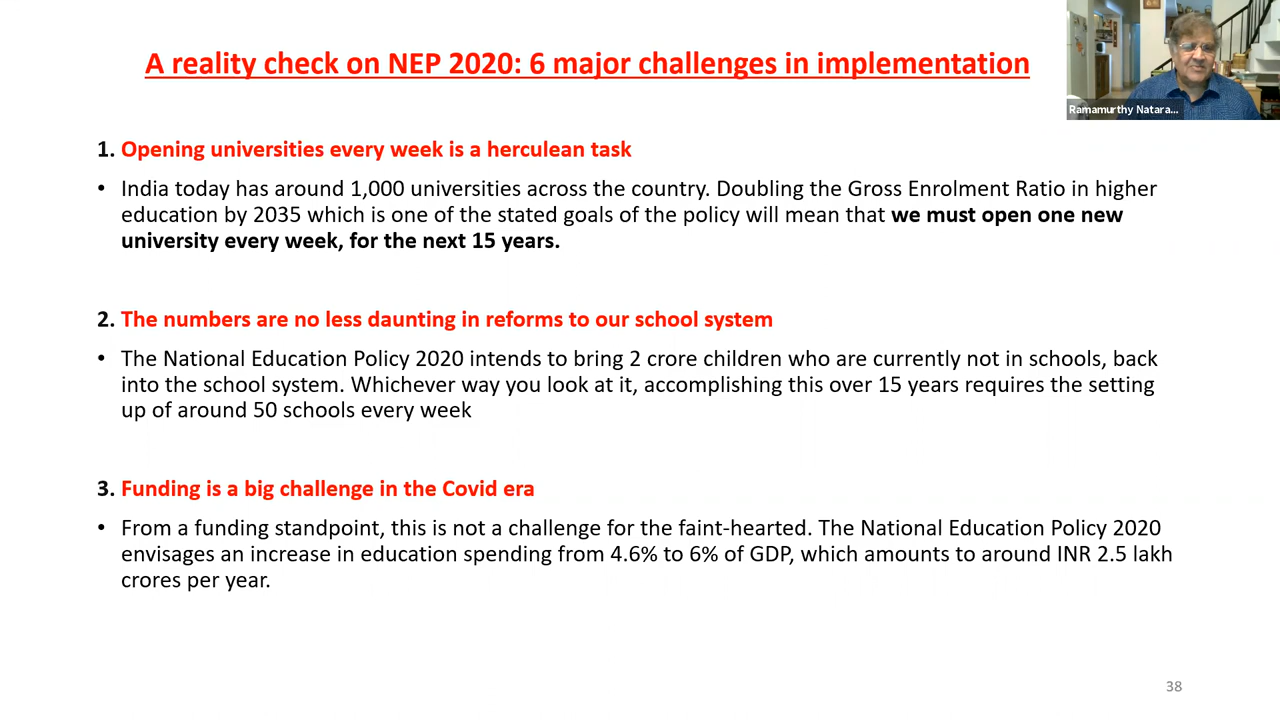 A reality check on NEP 2020: 6 major challenges in implementation
Ramamurthy Natara...
1. Opening universities every week is a herculean task
• India today has around 1,000 universities across the country. Doubling the Gross Enrolment Ratio in higher
education by 2035 which is one of the stated goals of the policy will mean that we must open one new
university every week, for the next 15 years.
2. The numbers are no less daunting in reforms to our school system
• The National Education Policy 2020 intends to bring 2 crore children who are currently not in schools, back
into the school system. Whichever way you look at it, accomplishing this over 15 years requires the setting
up of around 50 schools every week
3. Funding is a big challenge in the Covid era
• From a funding standpoint, this is not a challenge for the faint-hearted. The National Education Policy 2020
envisages an increase in education spending from 4.6% to 6% of GDP, which amounts to around INR 2.5 lakh
crores per year.
38